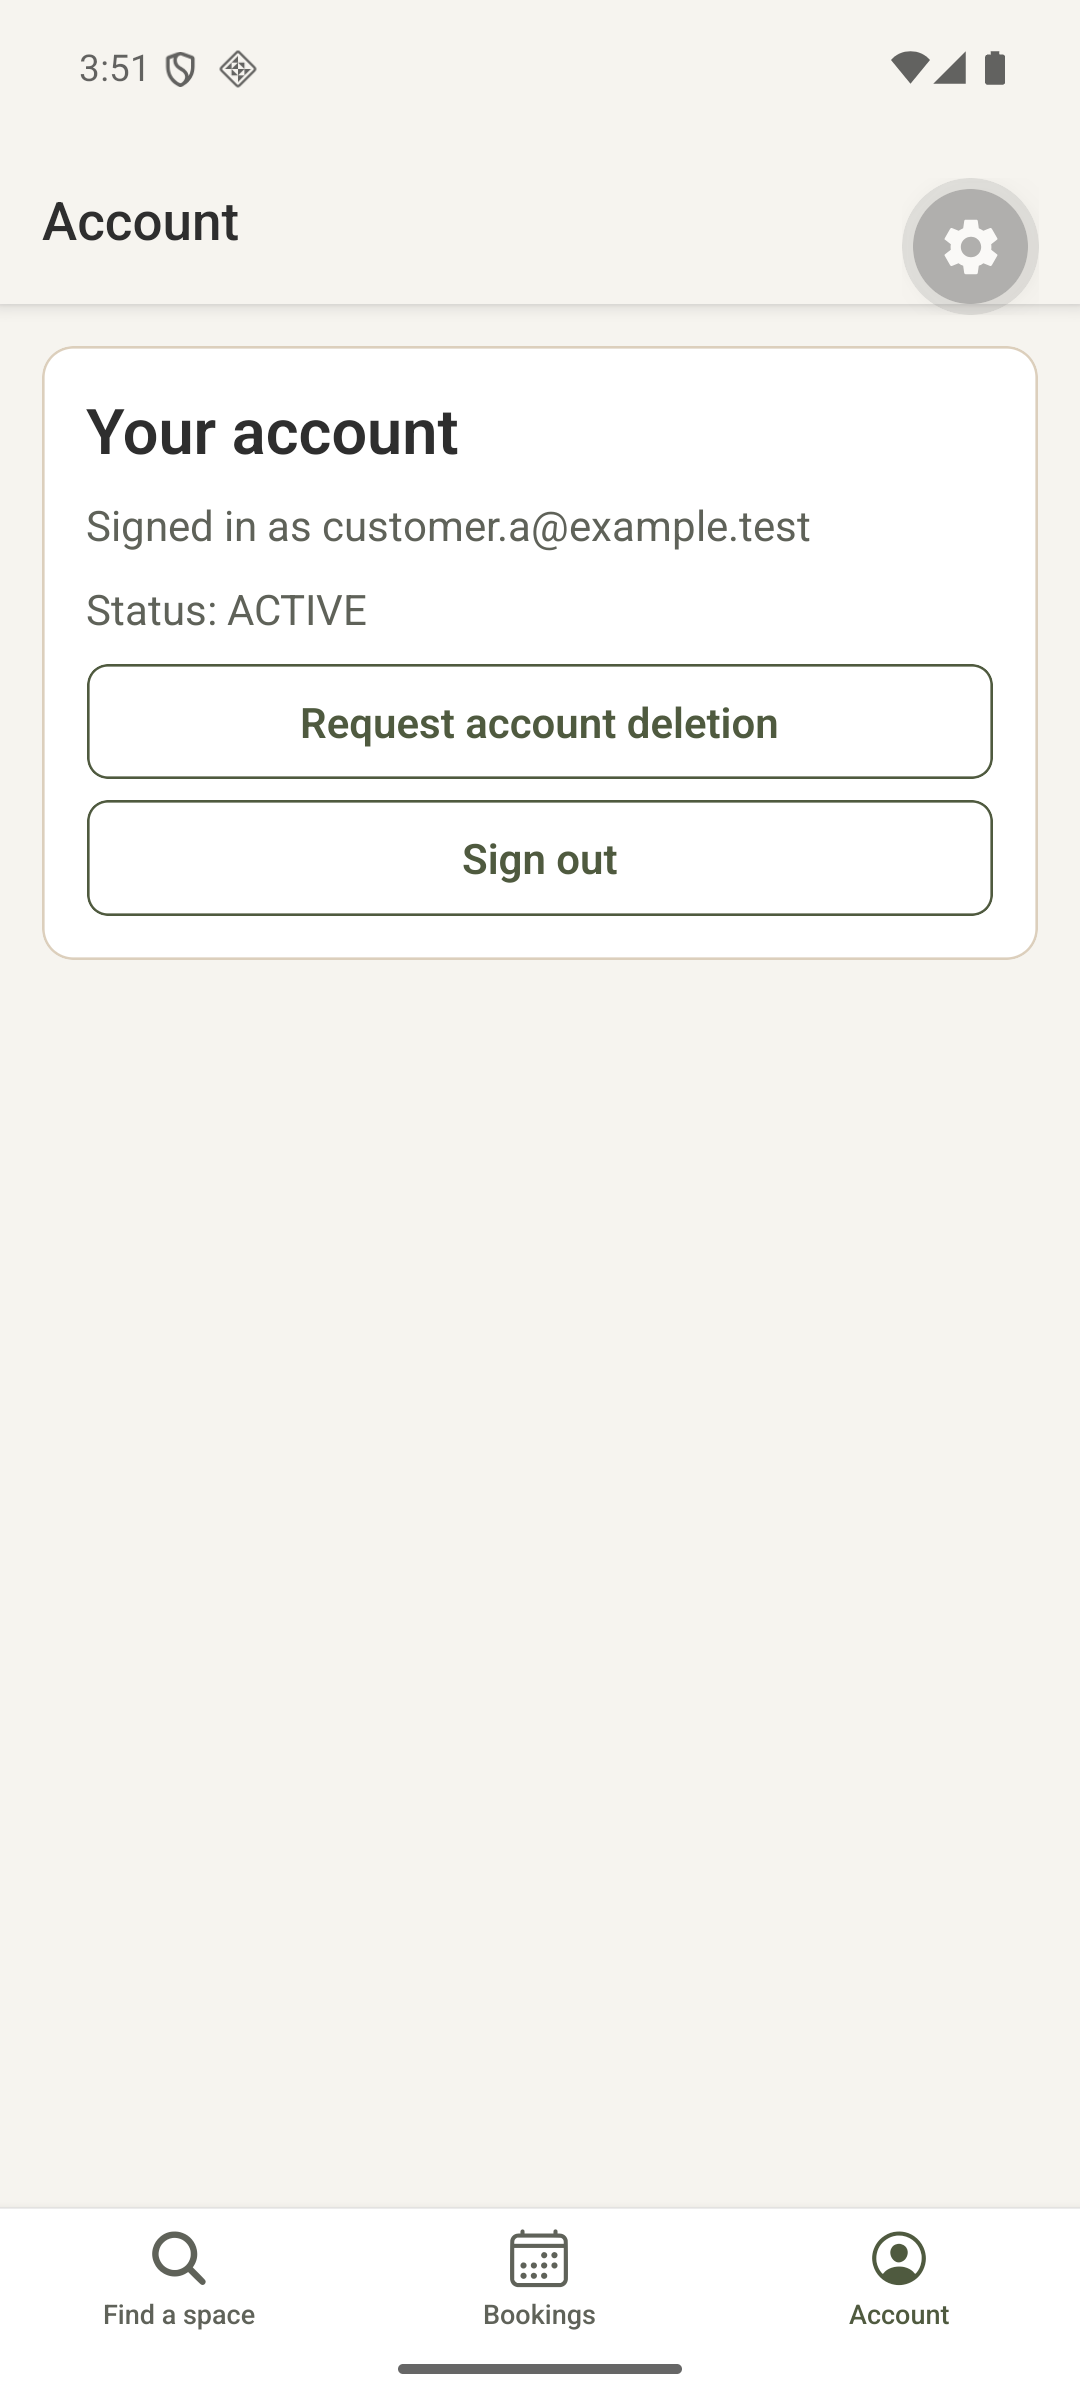 3:51
Account
Your account
Signed in as customer.a@example.test
Status: ACTIVE
Request account deletion
Sign out
Find a space
Bookings
Account